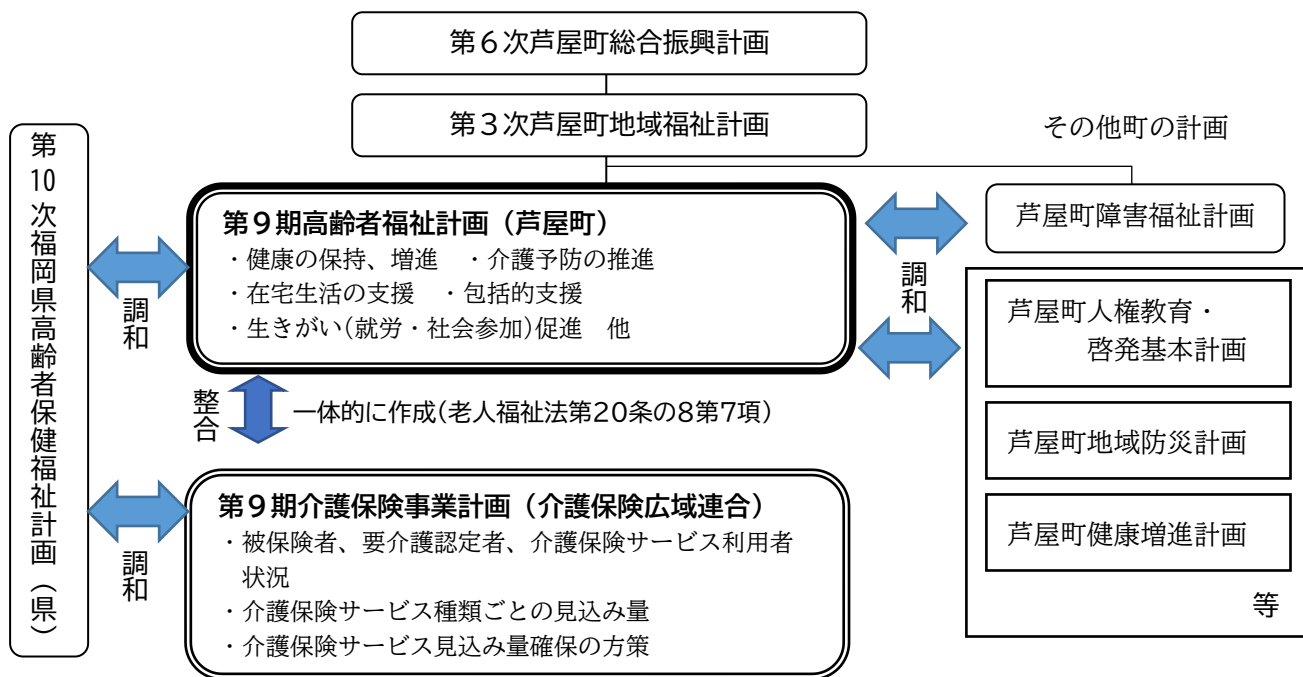 第６次芦屋町総合振興計画
第３次芦屋町地域福祉計画
その他町の計画
第10次福岡県高齢者保健福祉計画（県）
調和
第９期高齢者福祉計画（芦屋町）
・健康の保持、増進　・介護予防の推進
・在宅生活の支援　・包括的支援
・生きがい(就労・社会参加)促進　他
調和
芦屋町障害福祉計画
芦屋町人権教育・
啓発基本計画
芦屋町地域防災計画
芦屋町健康増進計画
等
整合
一体的に作成(老人福祉法第20条の8第7項)
調和
第９期介護保険事業計画（介護保険広域連合）
・被保険者、要介護認定者、介護保険サービス利用者
状況
・介護保険サービス種類ごとの見込み量
・介護保険サービス見込み量確保の方策